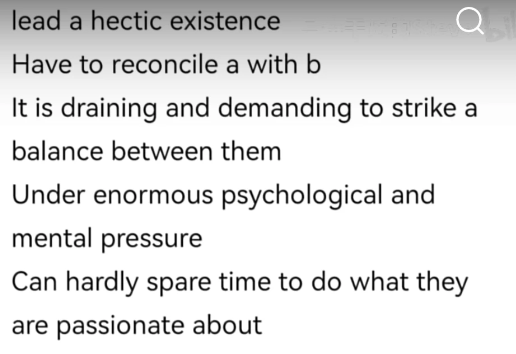 lead a hectic existence
Have to reconcile a with b
It is draining and demanding to strike a
balance between them
Under enormous psychological and
mental pressure
Can hardly spare time to do what they
are passionate about